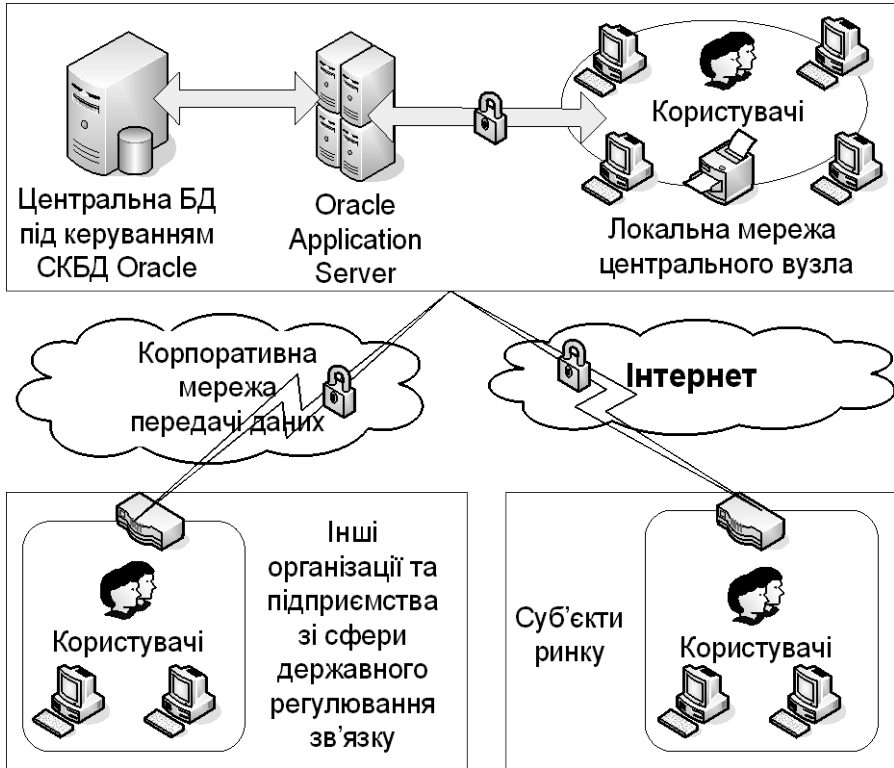 Центральна БД
під керуванням
СКБД Oracle
Oracle
Application
Server
Користувачі
Локальна мережа
центрального вузла
Корпоративна
мережа
передачі даних
Інтернет
Користувачі
Інші
організації та
підприємства
зі сфери
державного
регулювання
зв’язку
Суб’єкти
ринку
Користувачі